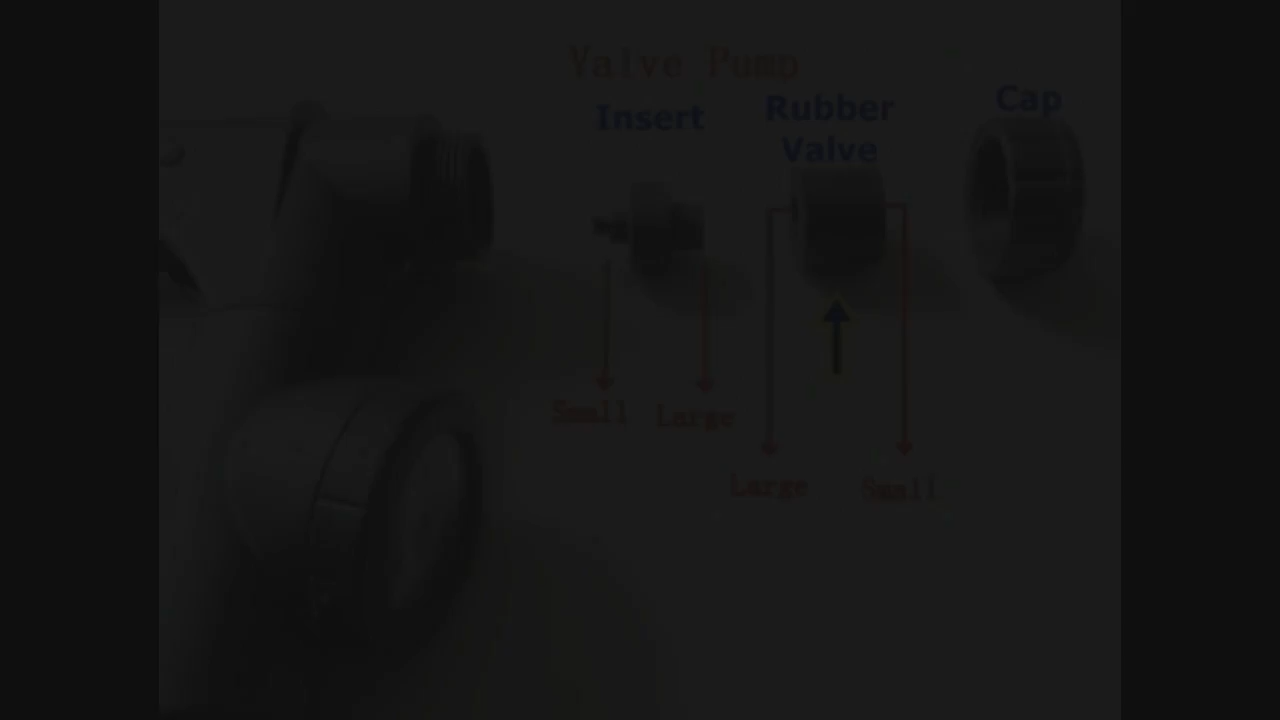 Valve Pump
Insert
Rubber
Valve
Cap
Small
Large
Large
Small